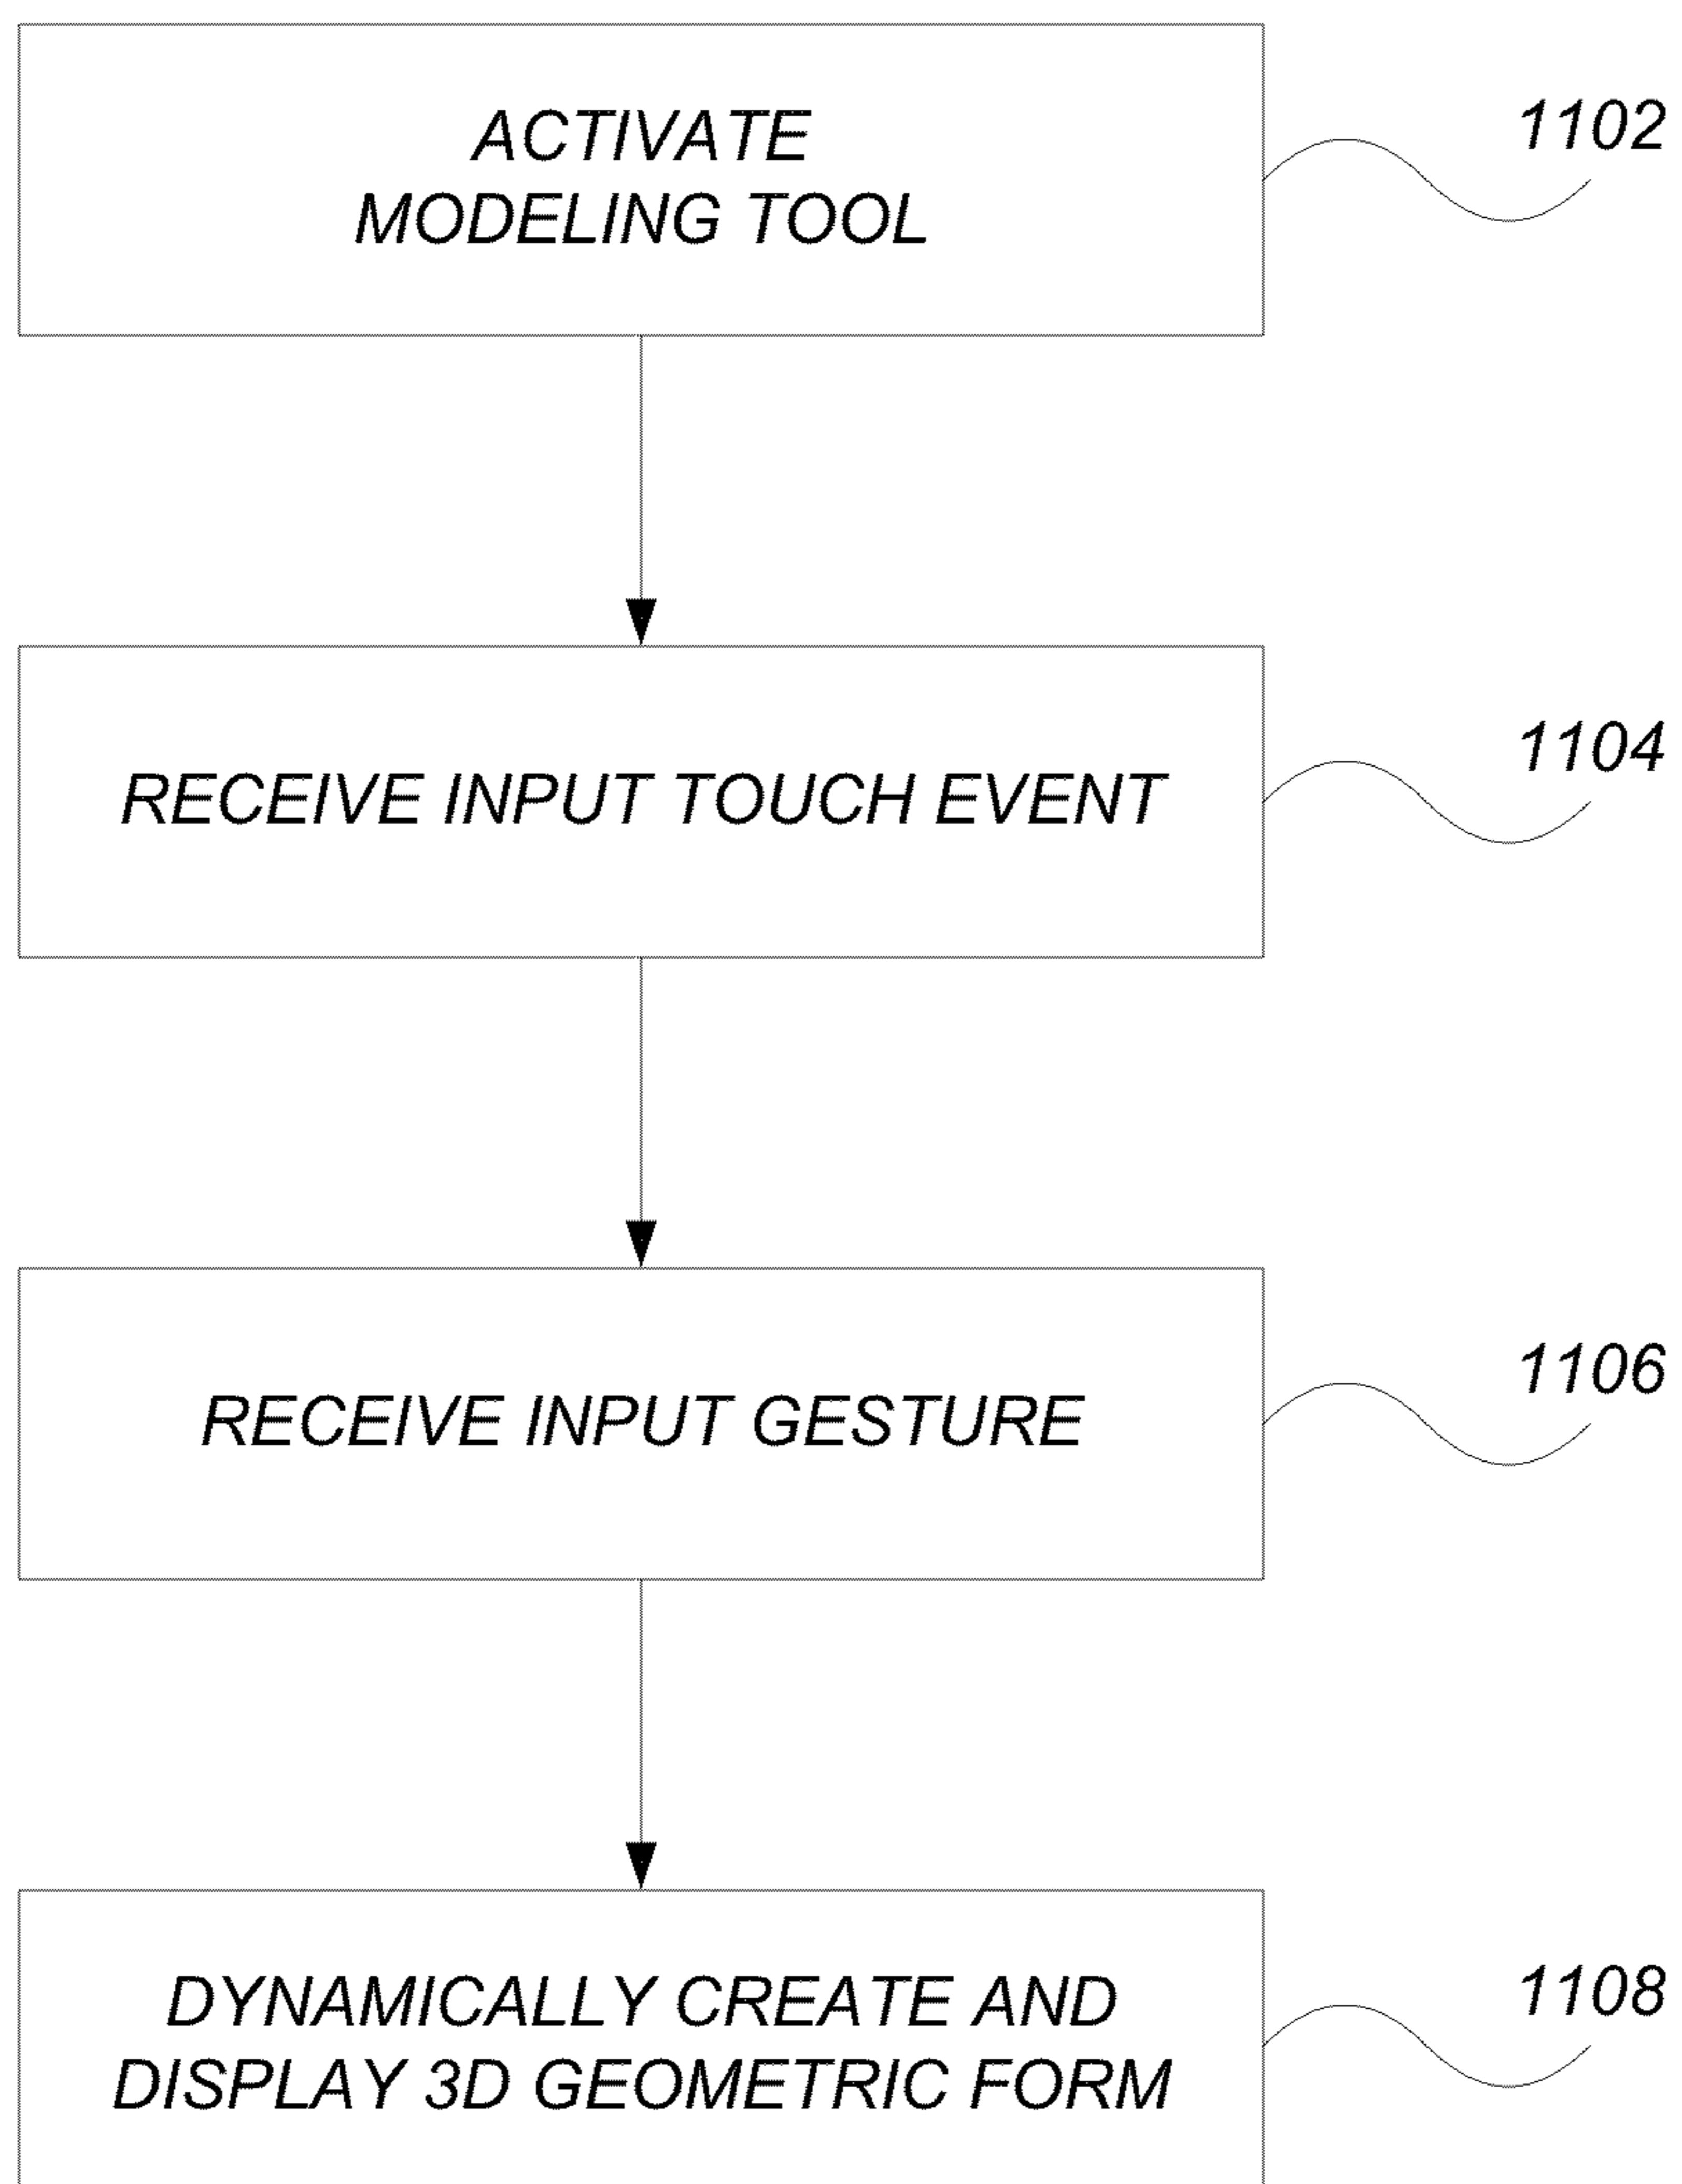 ACTIVATE
MODELING TOOL
1102
RECEIVE INPUT TOUCH EVENT
1104
RECEIVE INPUT GESTURE
1106
DYNAMICALLY CREATE AND
DISPLAY 3D GEOMETRIC FORM
1108